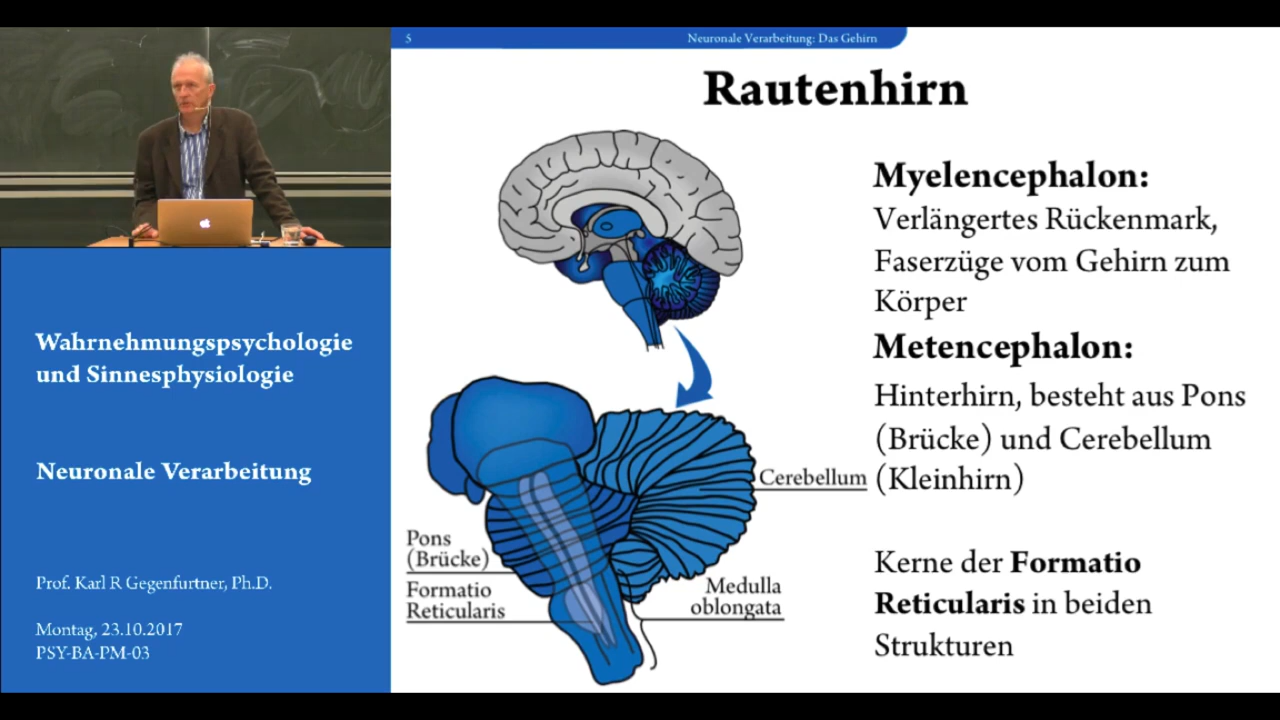 5
Neuronale Verarbeitung: Das Gehirn
Rautenhirn
Myelencephalon:
Verlängertes Rückenmark,
Faserzüge vom Gehirn zum
Körper
Metencephalon:
Hinterhirn, besteht aus Pons
(Brücke) und Cerebellum
(Kleinhirn)
Kerne der Formatio
Reticularis in beiden
Strukturen
Cerebellum
Pons
(Brücke)
Formatio
Reticularis
Medulla
oblongata
Wahrnehmungspsychologie
und Sinnesphysiologie
Neuronale Verarbeitung
Prof. Karl R Gegenfurtner, Ph.D.
Montag, 23.10.2017
PSY-BA-PM-03